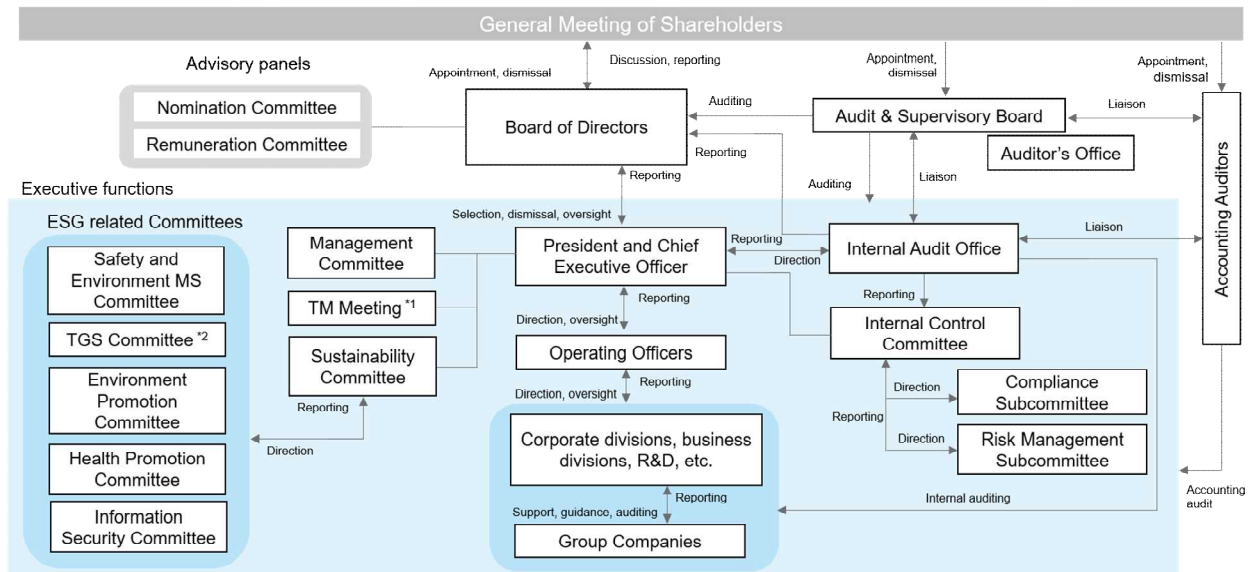 General Meeting of Shareholders
Advisory panels
Nomination Committee
Remuneration Committee
Appointment, dismissal
Discussion, reporting
Board of Directors
Auditing
Reporting
Appointment,
dismissal
Audit & Supervisory Board
Auditor's Office
Liaison
Appointment,
dismissal
Accounting Auditors
Executive functions
Reporting
Auditing
Liaison
Selection, dismissal, oversight
ESG related Committees
Safety and
Environment MS
Committee
TGS Committee *2
Environment
Promotion
Committee
Health Promotion
Committee
Information
Security Committee
Management
Committee
TM Meeting *1
Sustainability
Committee
Reporting
Direction
President and Chief
Executive Officer
Reporting
Direction
Internal Audit Office
Liaison
Reporting
Direction, oversight
Operating Officers
Reporting
Direction, oversight
Corporate divisions, business
divisions, R&D, etc.
Reporting
Support, guidance, auditing
Group Companies
Reporting
Internal Control
Committee
Direction
Reporting
Direction
Compliance
Subcommittee
Risk Management
Subcommittee
Internal auditing
Accounting
audit